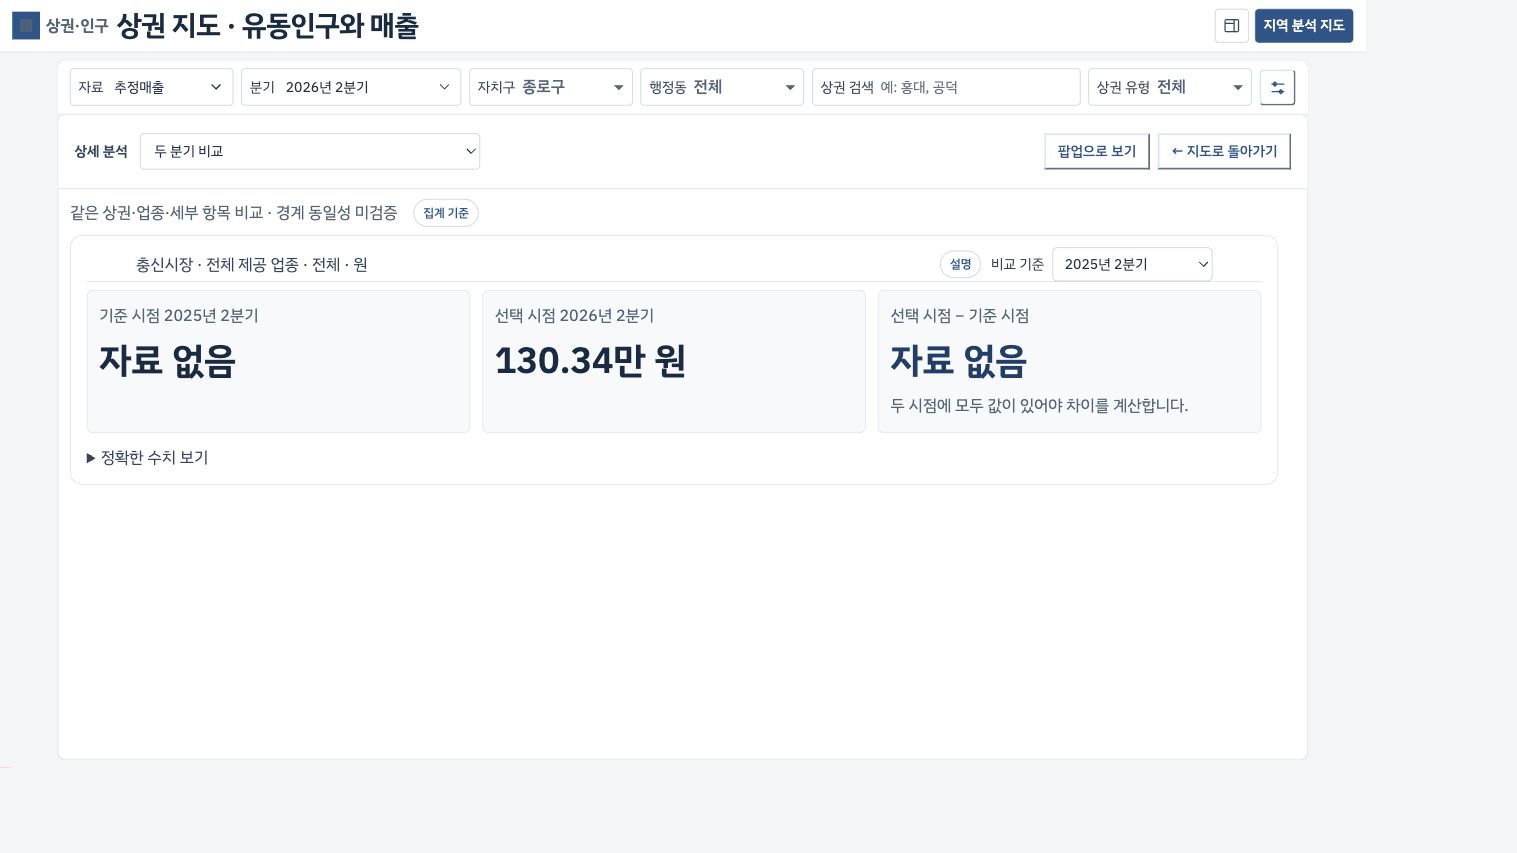 상권·인구 상권 지도 · 유동인구와 매출
지역 분석 지도
자료 추정매출
분기 2026년 2분기
자치구 종로구
행정동 전체
상권 검색 예: 홍대, 공덕
상권 유형 전체
상세 분석 두 분기 비교
팝업으로 보기
← 지도로 돌아가기
같은 상권·업종·세부 항목 비교 · 경계 동일성 미검증 집계 기준
충신시장 · 전체 제공 업종 · 전체 · 원
설명 비교 기준 2025년 2분기
기준 시점 2025년 2분기
자료 없음
선택 시점 2026년 2분기
130.34만 원
선택 시점 − 기준 시점
자료 없음
두 시점에 모두 값이 있어야 차이를 계산합니다.
▶ 정확한 수치 보기